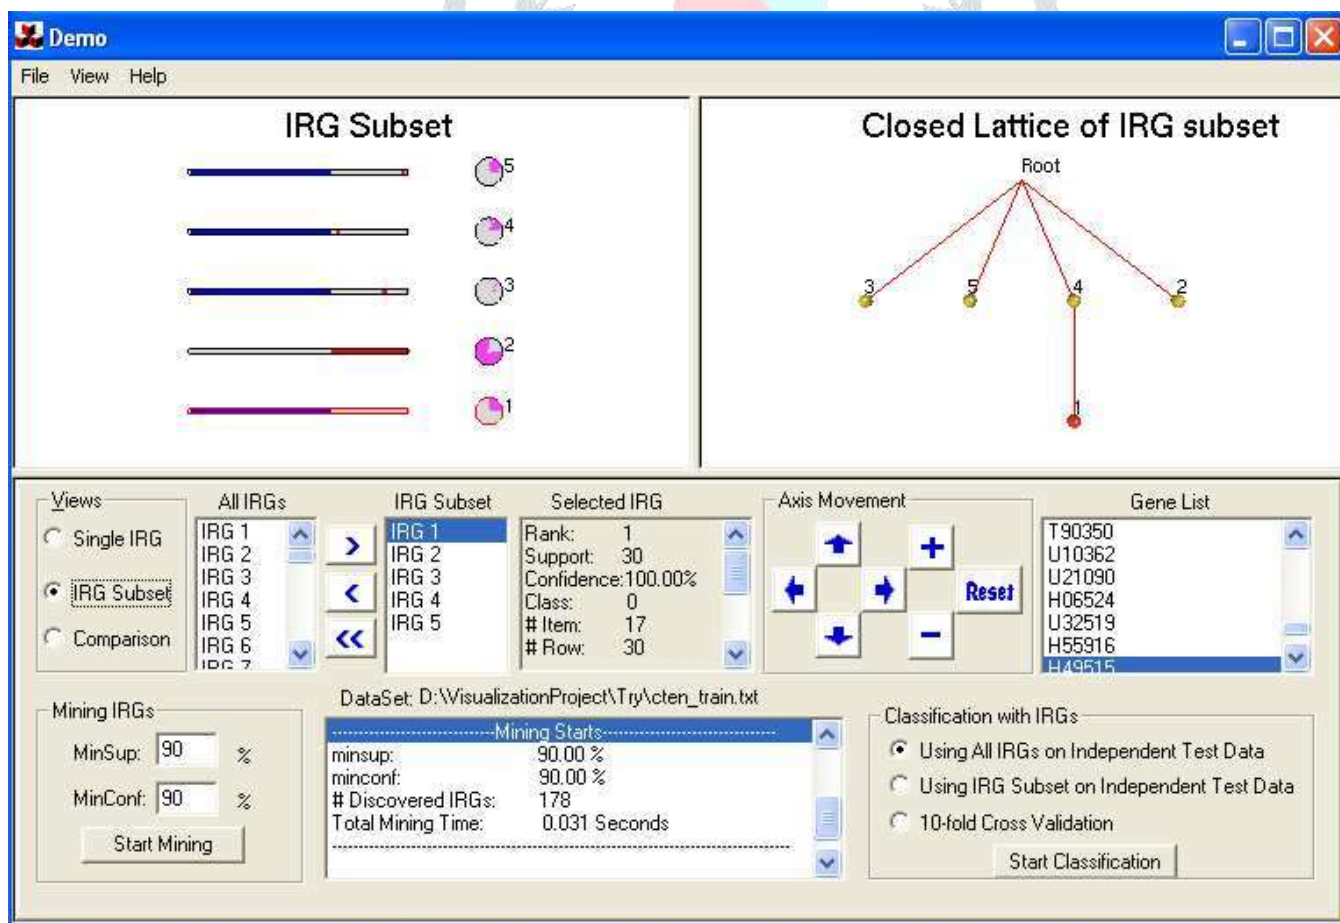 Demo
File View Help
IRG Subset
5
4
3
2
1
Closed Lattice of IRG subset
Root
3 5 4 2
1
Views
Single IRG
IRG Subset
Comparison
All IRGs
IRG 1
IRG 2
IRG 3
IRG 4
IRG 5
IRG 6
IRG 7
>
<
<<
IRG Subset
IRG 1
IRG 2
IRG 3
IRG 4
IRG 5
Selected IRG
Rank: 1
Support: 30
Confidence:100.00%
Class: 0
# Item: 17
# Row: 30
Axis Movement
+
Reset
-
Gene List
T90350
U10362
U21090
H06524
U32519
H55916
H49515
Mining IRGs
MinSup: 90 %
MinConf: 90 %
Start Mining
DataSet: D:\VisualizationProject\Try\cten_train.txt
----------------------------Mining Starts------------------------------
minsup: 90.00 %
minconf: 90.00 %
# Discovered IRGs: 178
Total Mining Time: 0.031 Seconds
--------------------------------------------------------------------------------
Classification with IRGs
Using All IRGs on Independent Test Data
Using IRG Subset on Independent Test Data
10-fold Cross Validation
Start Classification